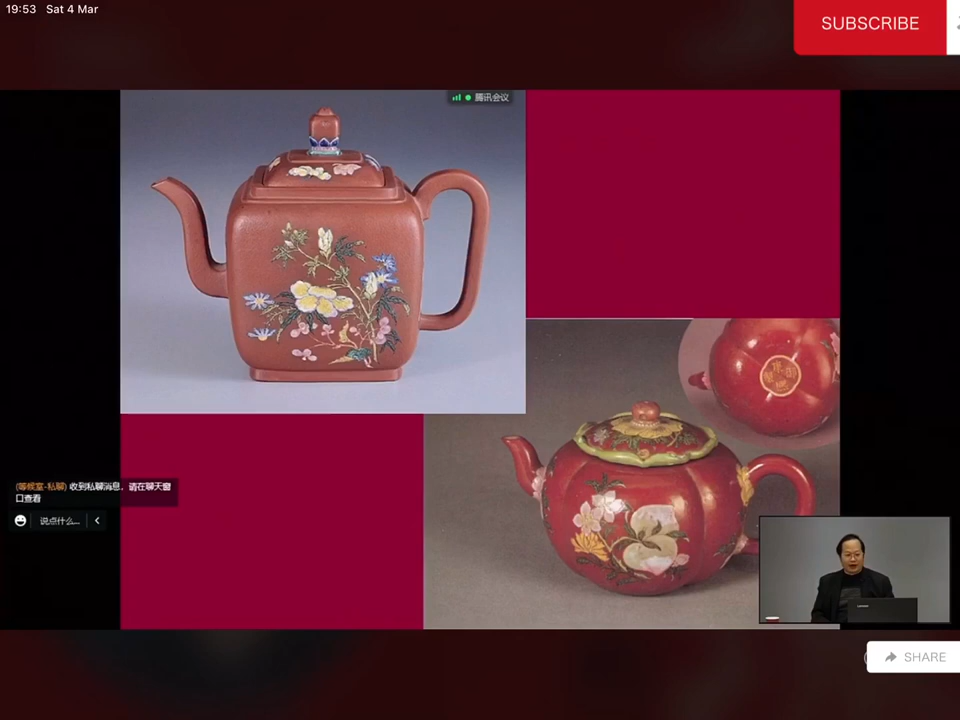 19:53 Sat 4 Mar
SUBSCRIBE
腾讯会议
(等候室-私聊) 收到私聊消息，请在聊天窗
口查看
说点什么...
SHARE